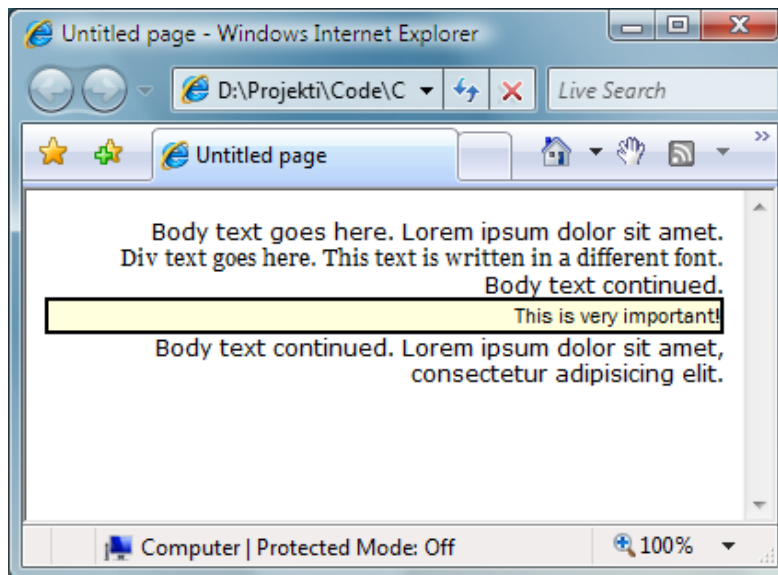 Untitled page - Windows Internet Explorer
D:\Projekti\Code\C
Live Search
Untitled page
Body text goes here. Lorem ipsum dolor sit amet.
Div text goes here. This text is written in a different font.
Body text continued.
This is very important!
Body text continued. Lorem ipsum dolor sit amet,
consectetur adipisicing elit.
Computer | Protected Mode: Off
100%